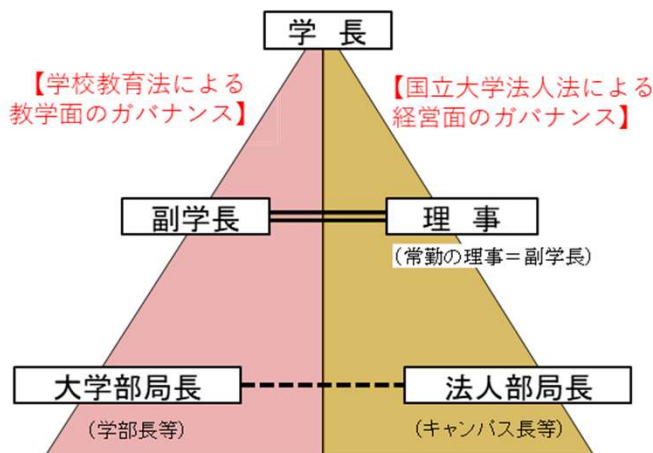 学 長
【学校教育法による
教学面のガバナンス】
【国立大学法人法による
経営面のガバナンス】
副学長
理 事
(常勤の理事＝副学長)
大学部局長
法人部局長
(学部長等)
(キャンパス長等)